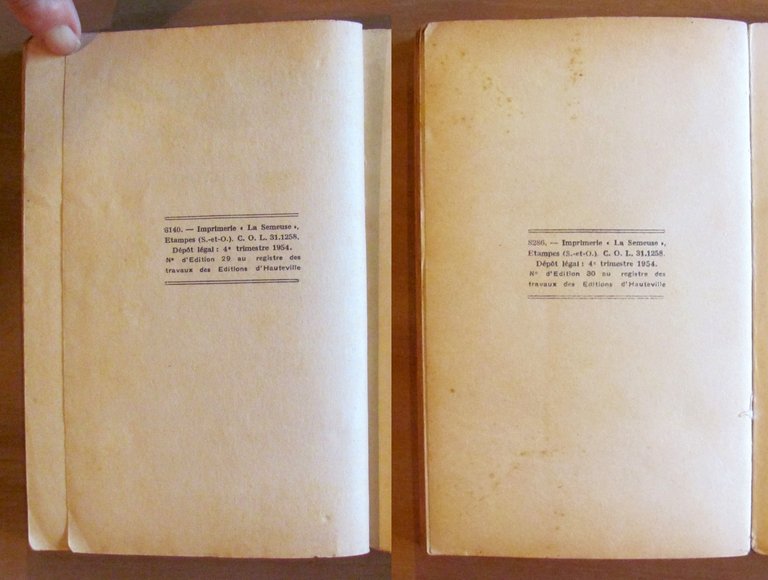 6140. — Imprimerie « La Semeuse »,
Etampes (S.-et-O.). C. O. L. 31.1258.
Dépôt légal : 4e trimestre 1954.
N° d'Edition 29 au registre des
travaux des Editions d'Hauteville
8286. — Imprimerie « La Semeuse »,
Etampes (S.-et-O.). C. O. L. 31.1258.
Dépôt légal : 4e trimestre 1954.
N° d'Edition 30 au registre des
travaux des Editions d'Hauteville